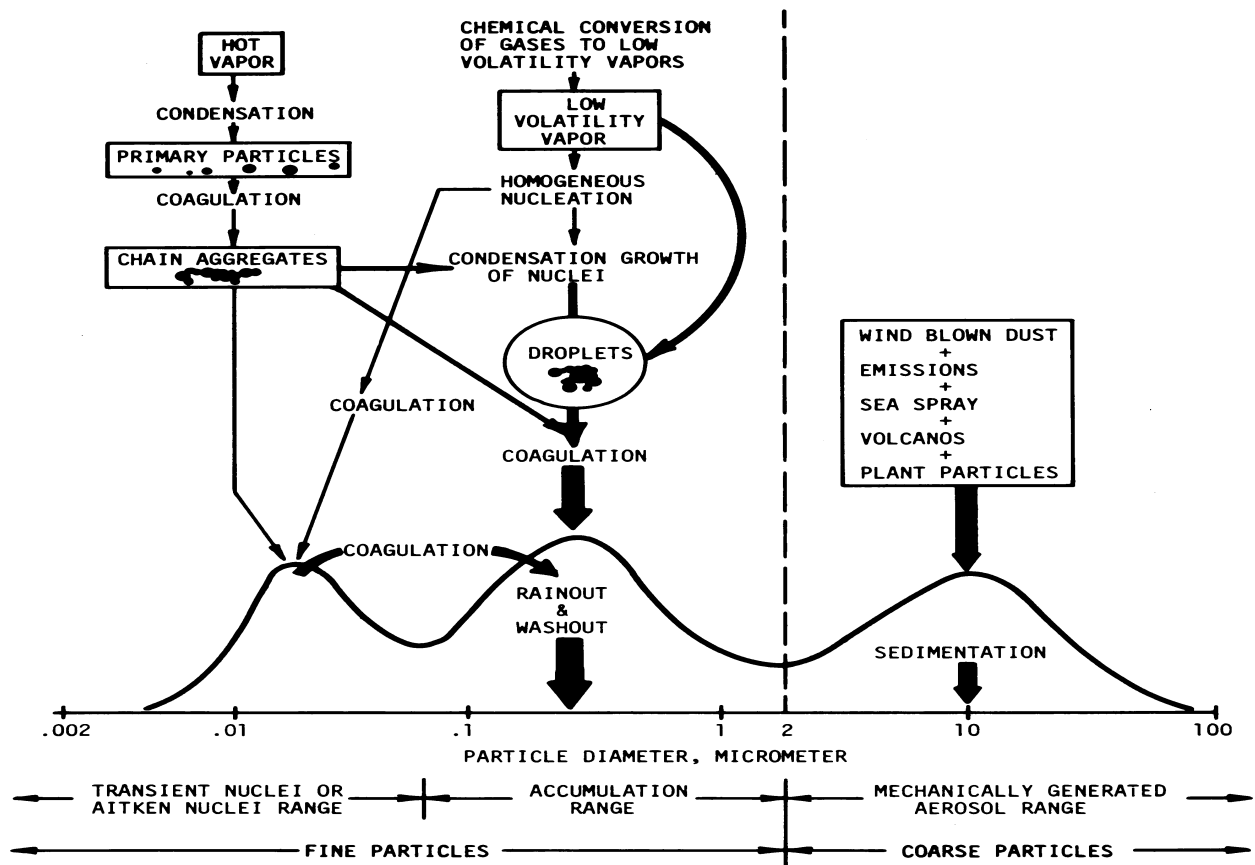 HOT
VAPOR
CONDENSATION
PRIMARY PARTICLES
COAGULATION
CHAIN AGGREGATES
CHEMICAL CONVERSION
OF GASES TO LOW
VOLATILITY VAPORS
LOW
VOLATILITY
VAPOR
HOMOGENEOUS
NUCLEATION
CONDENSATION GROWTH
OF NUCLEI
DROPLETS
COAGULATION
COAGULATION
COAGULATION
RAINOUT
&
WASHOUT
WIND BLOWN DUST
+
EMISSIONS
+
SEA SPRAY
+
VOLCANOS
+
PLANT PARTICLES
SEDIMENTATION
.002 .01 .1 1 2 10 100
PARTICLE DIAMETER, MICROMETER
TRANSIENT NUCLEI OR
AITKEN NUCLEI RANGE
ACCUMULATION
RANGE
MECHANICALLY GENERATED
AEROSOL RANGE
FINE PARTICLES
COARSE PARTICLES